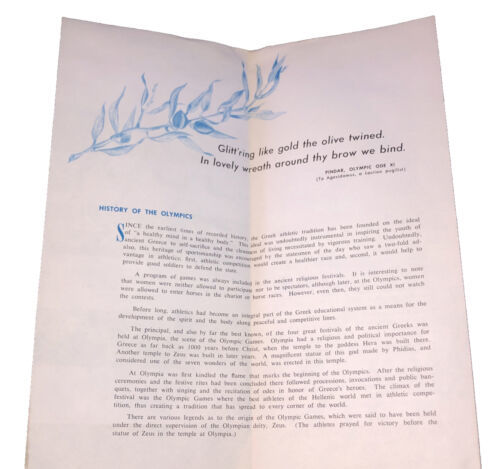 Glitt'ring like gold the olive twined.
In lovely wreath around thy brow we bind.
PINDAR, OLYMPIC ODE XI
(To Agesidamus, a Locrian pugilist)
HISTORY OF THE OLYMPICS
SINCE the earliest times of recorded history, the Greek athletic tradition has been founded on the ideal
of "a healthy mind in a healthy body." This ideal was undoubtedly instrumental in inspiring the youth of
ancient Greece to self-sacrifice and the cleanness of living necessitated by vigorous training. Undoubtedly,
also, this heritage of sportsmanship was encouraged by the statesmen of the day who saw a two-fold ad-
vantage in athletics: first, athletic competition would create a healthier race and, second, it would help to
provide good soldiers to defend the state.
A program of games was always included in the ancient religious festivals. It is interesting to note
that women were neither allowed to participate nor to be spectators, although later, at the Olympics, women
were allowed to enter horses in the chariot or horse races. However, even then, they still could not watch
the contests.
Before long, athletics had become an integral part of the Greek educational system as a means for the
development of the spirit and the body along peaceful and competitive lines.
The principal, and also by far the best known, of the four great festivals of the ancient Greeks was
held at Olympia, the scene of the Olympic Games. Olympia had a religious and political importance for
Greece as far back as 1000 years before Christ, when the temple to the goddess Hera was built there.
Another temple to Zeus was built in later years. A magnificent statue of this god made by Phidias, and
considered one of the seven wonders of the world, was erected in this temple.
At Olympia was first kindled the flame that marks the beginning of the Olympics. After the religious
ceremonies and the festive rites had been concluded there followed processions, invocations and public ban-
quets, together with singing and the recitation of odes in honor of Greece's heroes. The climax of the
festival was the Olympic Games where the best athletes of the Hellenic world met in athletic compe-
tition, thus creating a tradition that has spread to every corner of the world.
There are various legends as to the origin of the Olympic Games, which were said to have been held
under the direct supervision of the Olympian deity, Zeus. (The athletes prayed for victory before the
statue of Zeus in the temple at Olympia.)